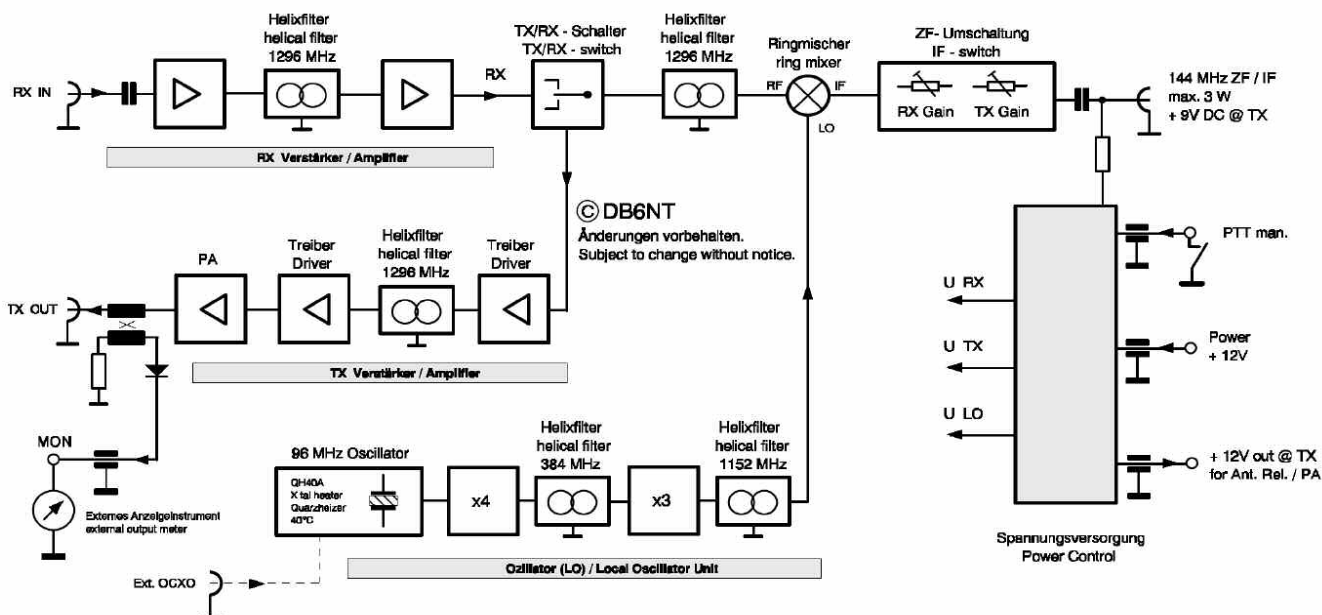 Helixfilter
helical filter
1296 MHz
TX/RX - Schalter
TX/RX - switch
Helixfilter
helical filter
1296 MHz
Ringmischer
ring mixer
ZF- Umschaltung
IF - switch
RX IN
RX
RF
IF
LO
RX Gain
TX Gain
144 MHz ZF / IF
max. 3 W
+ 9V DC @ TX
RX Verstärker / Amplifier
© DB6NT
Änderungen vorbehalten.
Subject to change without notice.
PTT man.
TX OUT
PA
Treiber
Driver
Helixfilter
helical filter
1296 MHz
Treiber
Driver
U RX
U TX
U LO
Power
+ 12V
TX Verstärker / Amplifier
MON
Externes Anzeigeinstrument
external output meter
96 MHz Oscillator
QH40A
X tal heater
Quarzheizer
40°C
x4
Helixfilter
helical filter
384 MHz
x3
Helixfilter
helical filter
1152 MHz
+ 12V out @ TX
for Ant. Rel. / PA
Spannungsversorgung
Power Control
Ext. OCXO
Ozillator (LO) / Local Oscillator Unit